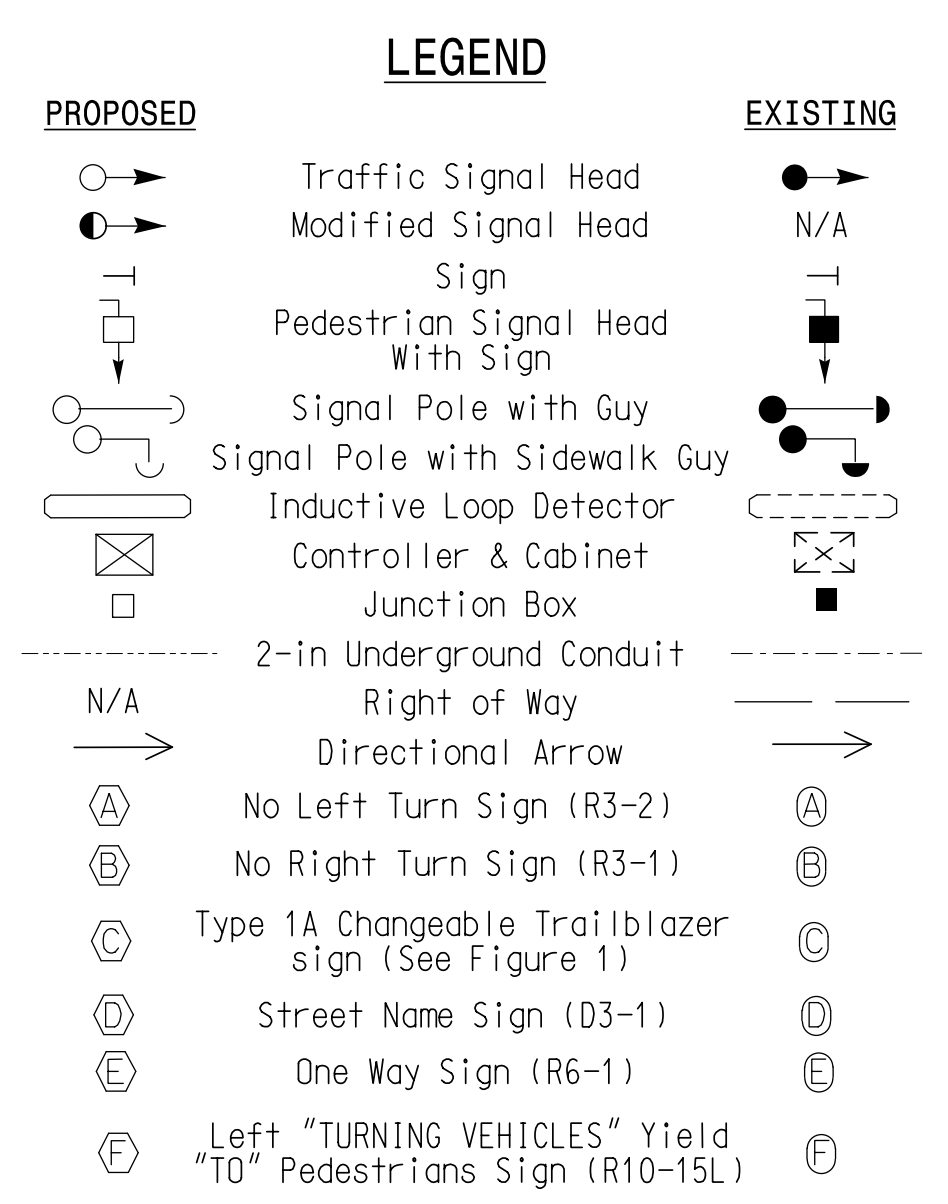 LEGEND
PROPOSED EXISTING
Traffic Signal Head
Modified Signal Head N/A
Sign
Pedestrian Signal Head
With Sign
Signal Pole with Guy
Signal Pole with Sidewalk Guy
Inductive Loop Detector
Controller & Cabinet
Junction Box
2-in Underground Conduit
N/A Right of Way
Directional Arrow
A No Left Turn Sign (R3-2) A
B No Right Turn Sign (R3-1) B
Type 1A Changeable Trailblazer
C sign (See Figure 1) C
D Street Name Sign (D3-1) D
E One Way Sign (R6-1) E
Left "TURNING VEHICLES" Yield
F "TO" Pedestrians Sign (R10-15L) F